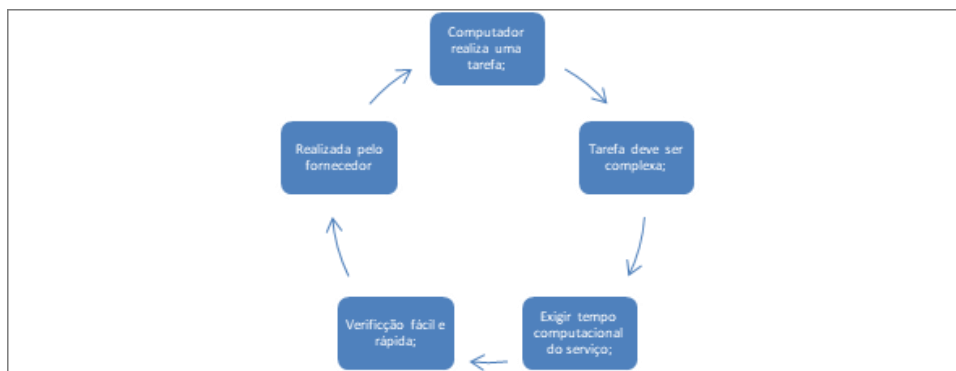 Computador
realiza uma
tarefa;
Tarefa deve ser
complexa;
Exigir tempo
computacional
do serviço;
Verificção fácil e
rápida;
Realizada pelo
fornecedor